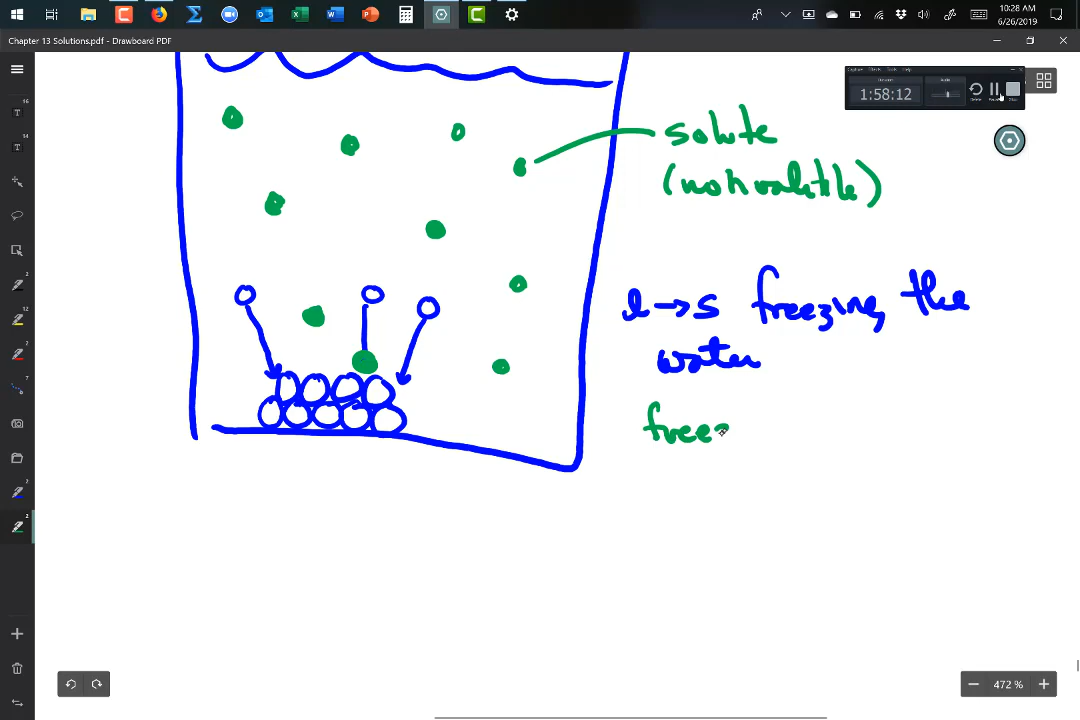 10:28 AM
6/26/2019
Chapter 13 Solutions.pdf - Drawboard PDF
1:58:12
solute
(nonvolatile)
l → s freezing, the
water
free
472 %